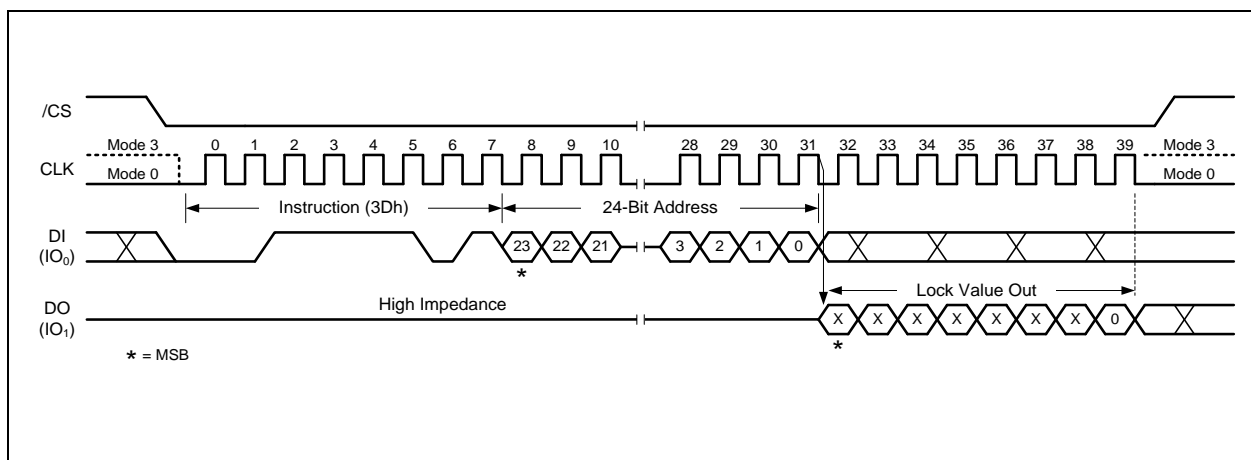 /CS
Mode 3 0 1 2 3 4 5 6 7 8 9 10 28 29 30 31 32 33 34 35 36 37 38 39 Mode 3
CLK
Mode 0 Mode 0
Instruction (3Dh) 24-Bit Address
DI
(IO₀)
23 22 21 3 2 1 0
*
Lock Value Out
High Impedance
DO
(IO₁)
X X X X X X X 0
*
* = MSB